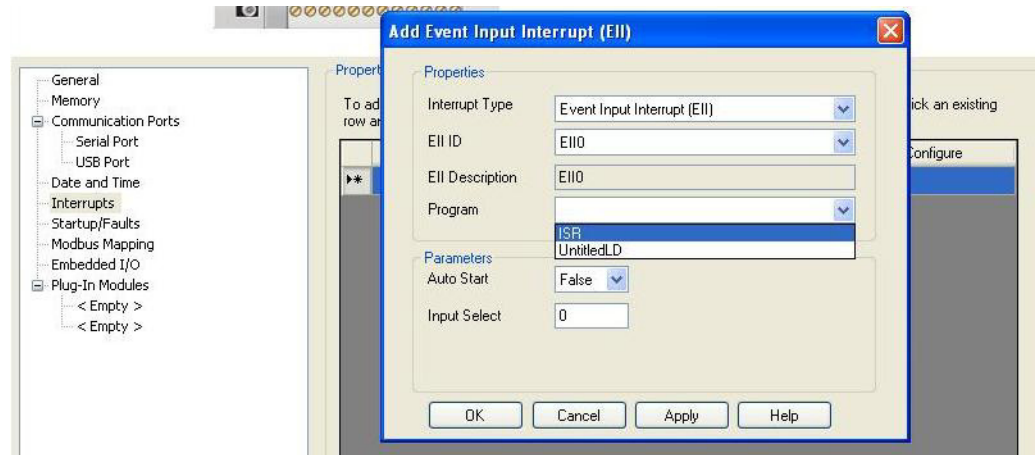 Add Event Input Interrupt (EII)
General
Memory
Communication Ports
Serial Port
USB Port
Date and Time
Interrupts
Startup/Faults
Modbus Mapping
Embedded I/O
Plug-In Modules
< Empty >
< Empty >
Propert
To ad
row ar
ick an existing
Configure
Properties
Interrupt Type
Event Input Interrupt (EII)
EII ID
EII0
EII Description
EII0
Program
ISR
UntitledLD
Parameters
Auto Start
False
Input Select
0
OK
Cancel
Apply
Help